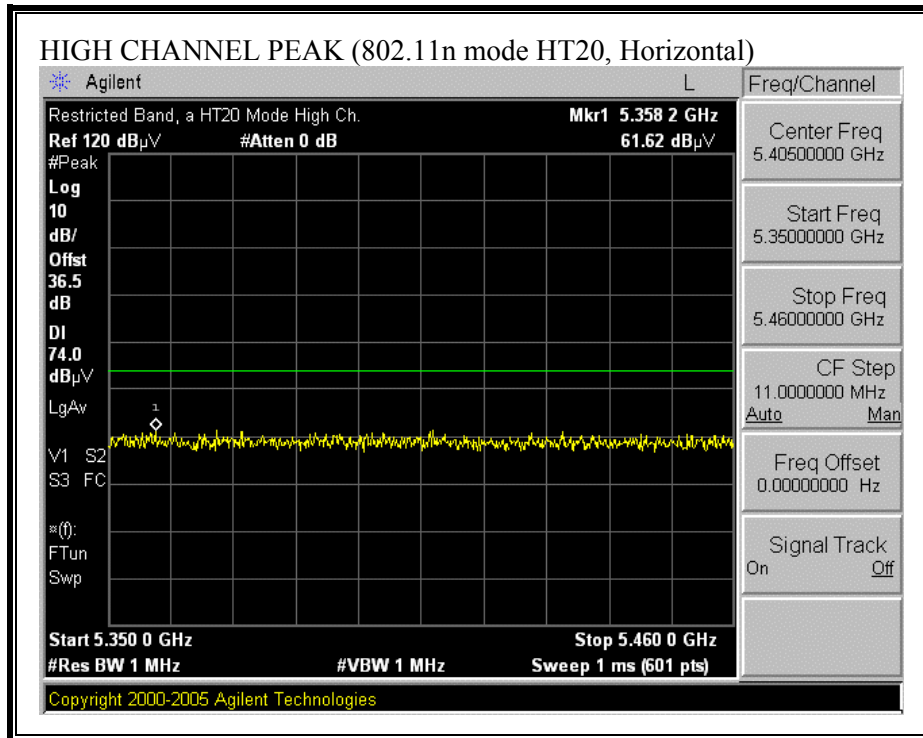 HIGH CHANNEL PEAK (802.11n mode HT20, Horizontal)
Agilent L Freq/Channel
Restricted Band, a HT20 Mode High Ch. Mkr1 5.358 2 GHz
Ref 120 dBµV #Atten 0 dB 61.62 dBµV
#Peak
Log
10
dB/
Offst
36.5
dB
DI
74.0
dBµV
LgAv
1
V1 S2
S3 FC
¤(f):
FTun
Swp
Start 5.350 0 GHz Stop 5.460 0 GHz
#Res BW 1 MHz #VBW 1 MHz Sweep 1 ms (601 pts)
Copyright 2000-2005 Agilent Technologies
Center Freq
5.40500000 GHz
Start Freq
5.35000000 GHz
Stop Freq
5.46000000 GHz
CF Step
11.0000000 MHz
Auto Man
Freq Offset
0.00000000 Hz
Signal Track
On Off